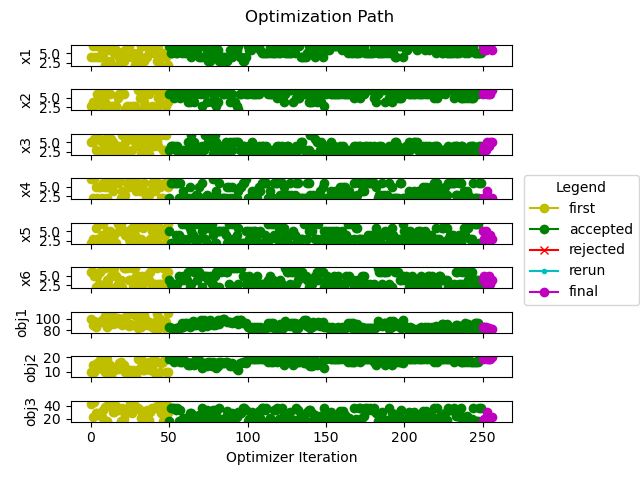 Optimization Path
x1
5.0
2.5
x2
5.0
2.5
x3
5.0
2.5
x4
5.0
2.5
x5
5.0
2.5
x6
5.0
2.5
obj1
100
80
obj2
20
10
obj3
40
20
0 50 100 150 200 250
Optimizer Iteration
Legend
first
accepted
rejected
rerun
final